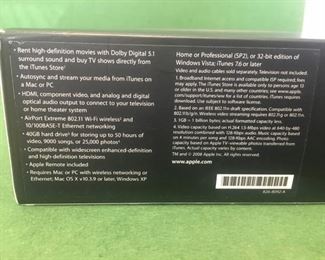 • Rent high-definition movies with Dolby Digital 5.1
surround sound and buy TV shows directly from
the iTunes Store¹
• Autosync and stream your media from iTunes on
a Mac or PC
• HDMI, component video, and analog and digital
optical audio output to connect to your television
or home theater system
• AirPort Extreme 802.11 Wi-Fi wireless² and
10/100BASE-T Ethernet networking
• 40GB hard drive³ for storing up to 50 hours of
video, 9000 songs, or 25,000 photos⁴
• Compatible with widescreen enhanced-definition
and high-definition televisions
• Apple Remote included
• Requires Mac or PC with wireless networking or
Ethernet; Mac OS X v10.3.9 or later, Windows XP
Home or Professional (SP2), or 32-bit edition of
Windows Vista; iTunes 7.6 or later
Video and audio cables sold separately. Television not included.
1. Broadband Internet access and compatible ISP required; fees
may apply. The iTunes Store is available only to persons age 13
or older in the U.S. and many other countries; see www.apple.com/
support/itunes/country for a list of countries. iTunes requires
use. Subject to
2. Based on an IEEE 802.11n draft specification. Compatible with
802.11a/b/g/n. Wireless video streaming requires 802.11g or 802.11n.
3. 1GB = 1 billion bytes; actual formatted capacity less.
4. Video capacity is based on H.264 1.5-Mbps video at 640-by-480
resolution combined with 128-Kbps audio. Music capacity based on
4 minutes per song and 128-Kbps AAC encoding. Photo capacity
based on Apple TV-viewable photos transferred from
iTunes. Actual capacity varies by content.
TM and © 2008 Apple Inc. All rights reserved.
www.apple.com